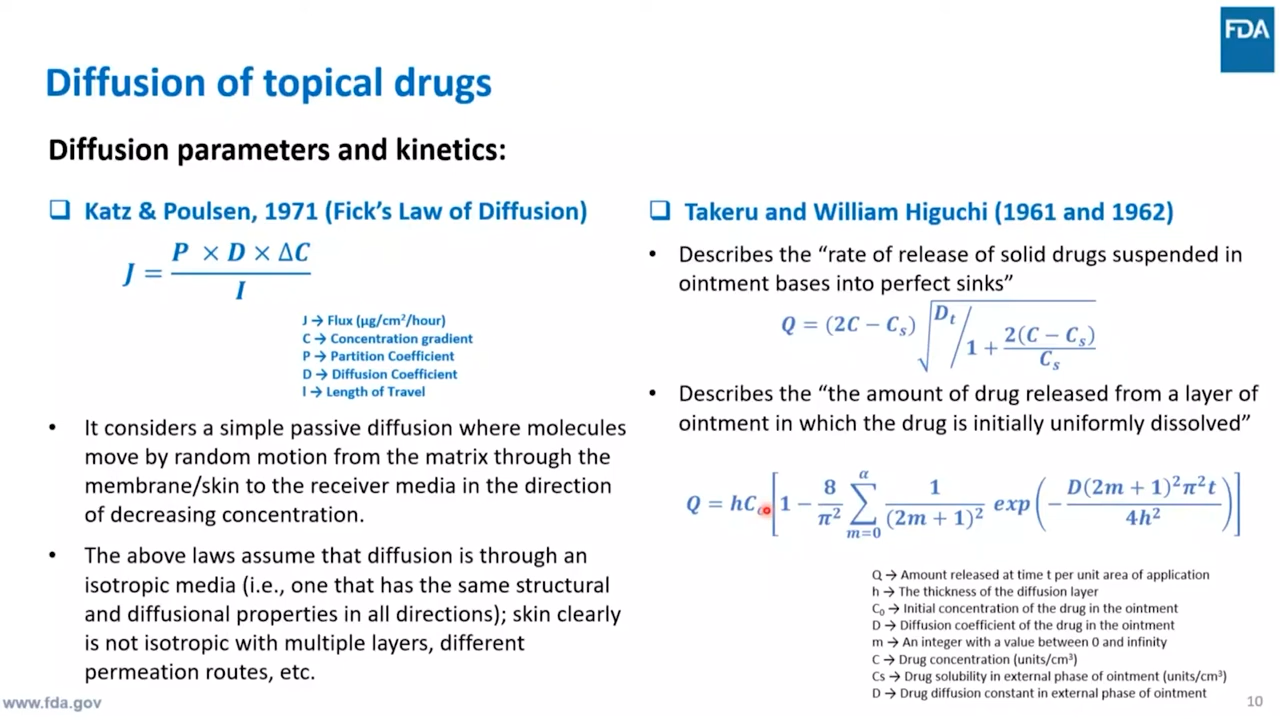 FDA
Diffusion of topical drugs
Diffusion parameters and kinetics:
❑ Katz & Poulsen, 1971 (Fick's Law of Diffusion)
J = (P × D × ΔC) / I
J → Flux (µg/cm²/hour)
C → Concentration gradient
P → Partition Coefficient
D → Diffusion Coefficient
I → Length of Travel
• It considers a simple passive diffusion where molecules
move by random motion from the matrix through the
membrane/skin to the receiver media in the direction
of decreasing concentration.
• The above laws assume that diffusion is through an
isotropic media (i.e., one that has the same structural
and diffusional properties in all directions); skin clearly
is not isotropic with multiple layers, different
permeation routes, etc.
❑ Takeru and William Higuchi (1961 and 1962)
• Describes the “rate of release of solid drugs suspended in
ointment bases into perfect sinks”
Q = (2C − Cₛ) √(Dₜ / 1 + 2(C − Cₛ)/Cₛ)
• Describes the “the amount of drug released from a layer of
ointment in which the drug is initially uniformly dissolved”
Q = hC [1 − 8/π² ∑_{m=0}^{α} 1/(2m + 1)² exp(− D(2m + 1)²π²t / 4h²)]
Q → Amount released at time t per unit area of application
h → The thickness of the diffusion layer
C₀ → Initial concentration of the drug in the ointment
D → Diffusion coefficient of the drug in the ointment
m → An integer with a value between 0 and infinity
C → Drug concentration (units/cm³)
Cs → Drug solubility in external phase of ointment (units/cm³)
D → Drug diffusion constant in external phase of ointment
www.fda.gov
10